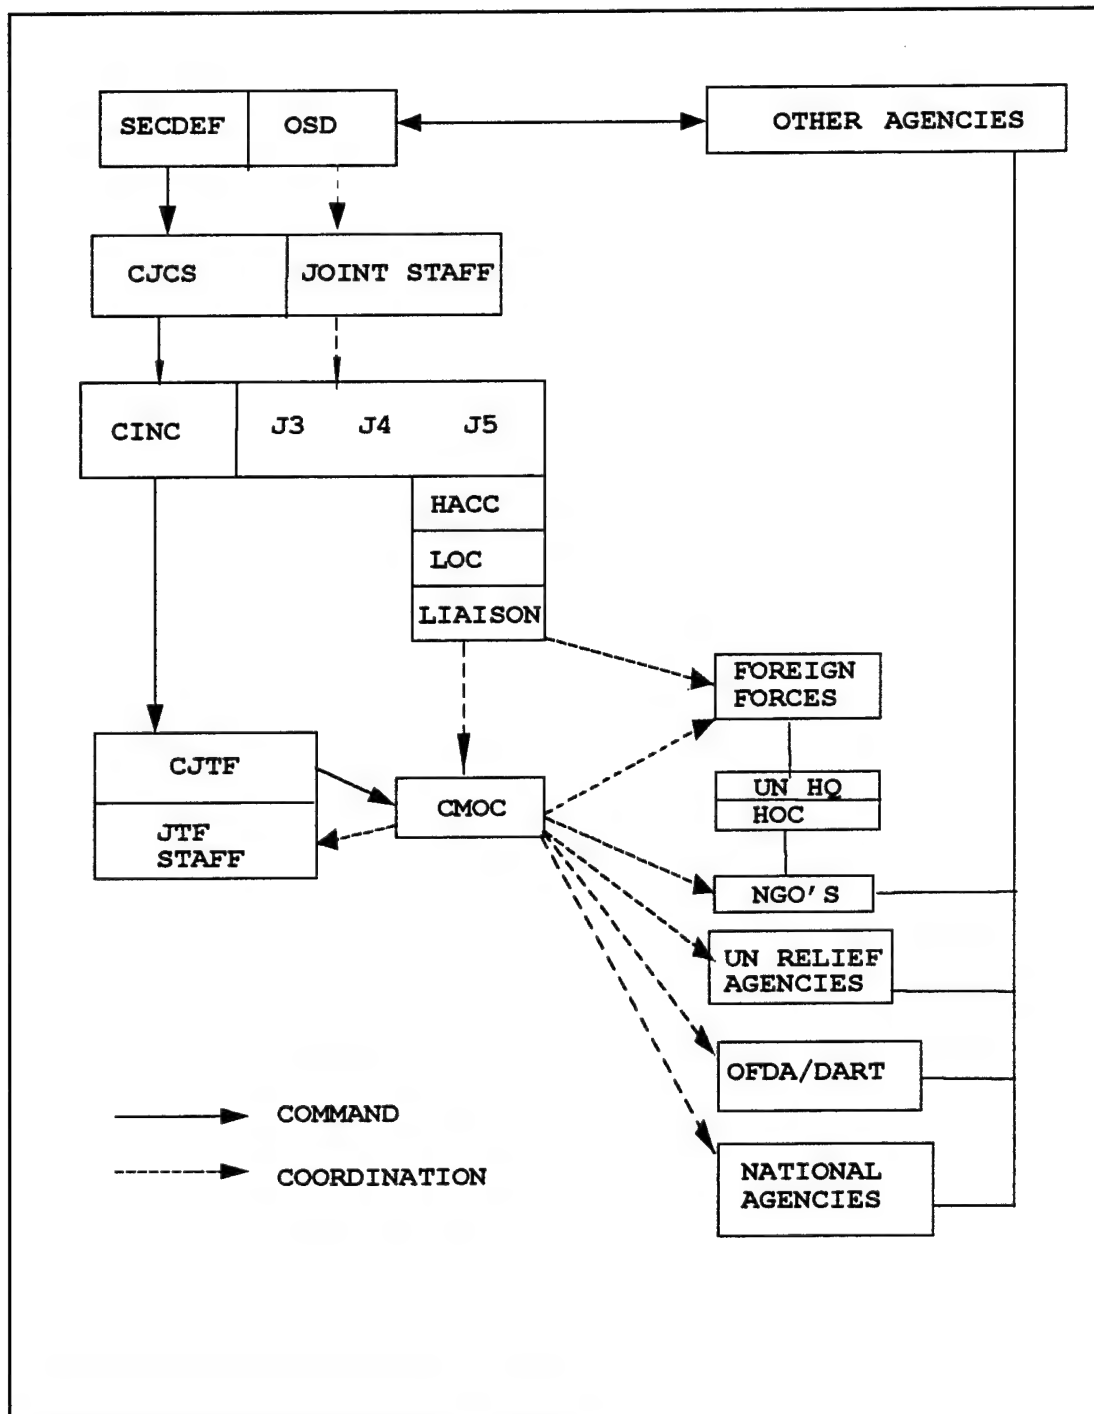 SECDEF OSD OTHER AGENCIES
CJCS JOINT STAFF
CINC J3 J4 J5
HACC
LOC
LIAISON
FOREIGN
FORCES
CJTF
JTF
STAFF
CMOC
UN HQ
HOC
NGO'S
UN RELIEF
AGENCIES
OFDA/DART
NATIONAL
AGENCIES
COMMAND
COORDINATION